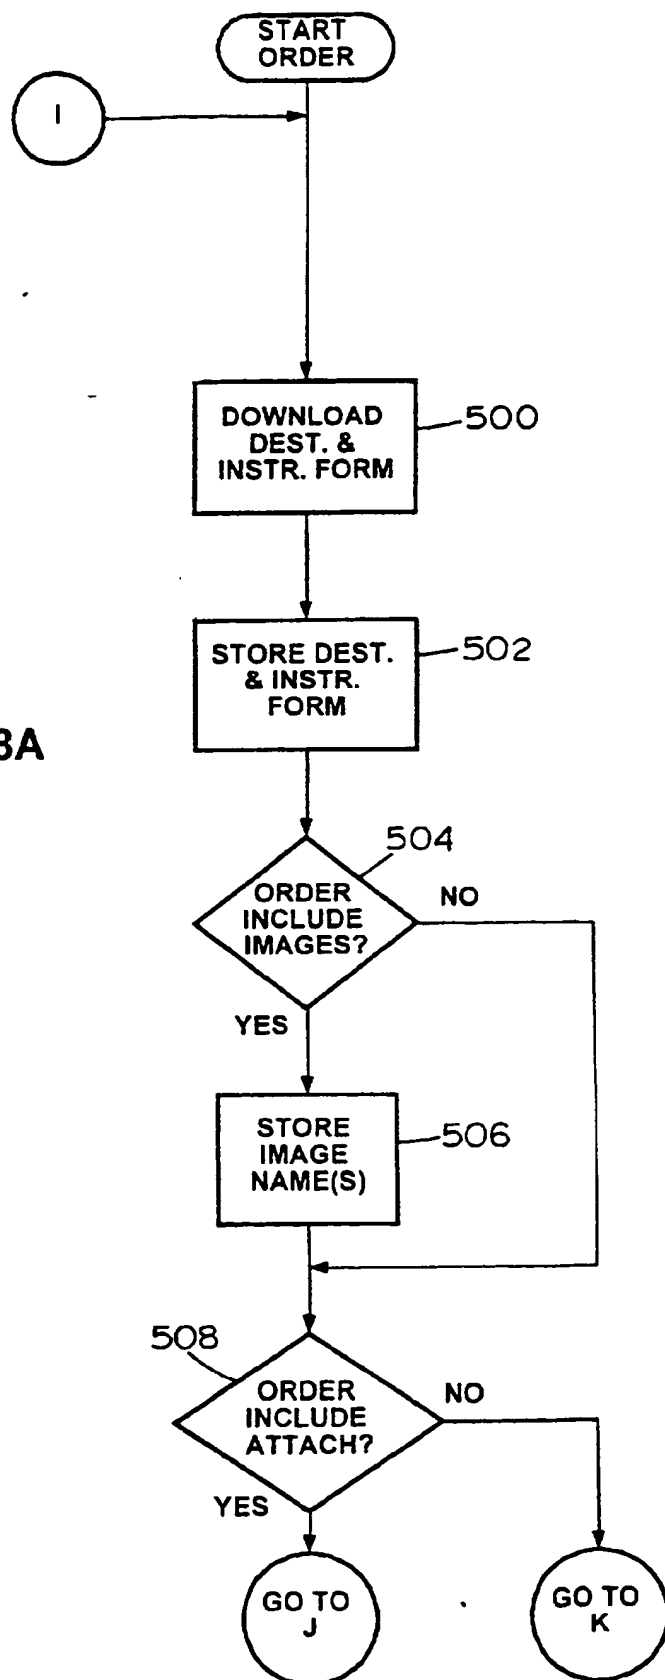 START
ORDER
I
DOWNLOAD
DEST. &
INSTR. FORM
500
STORE DEST.
& INSTR.
FORM
502
3A
504
ORDER
INCLUDE
IMAGES?
NO
YES
STORE
IMAGE
NAME(S)
506
508
ORDER
INCLUDE
ATTACH?
NO
YES
GO TO
J
GO TO
K